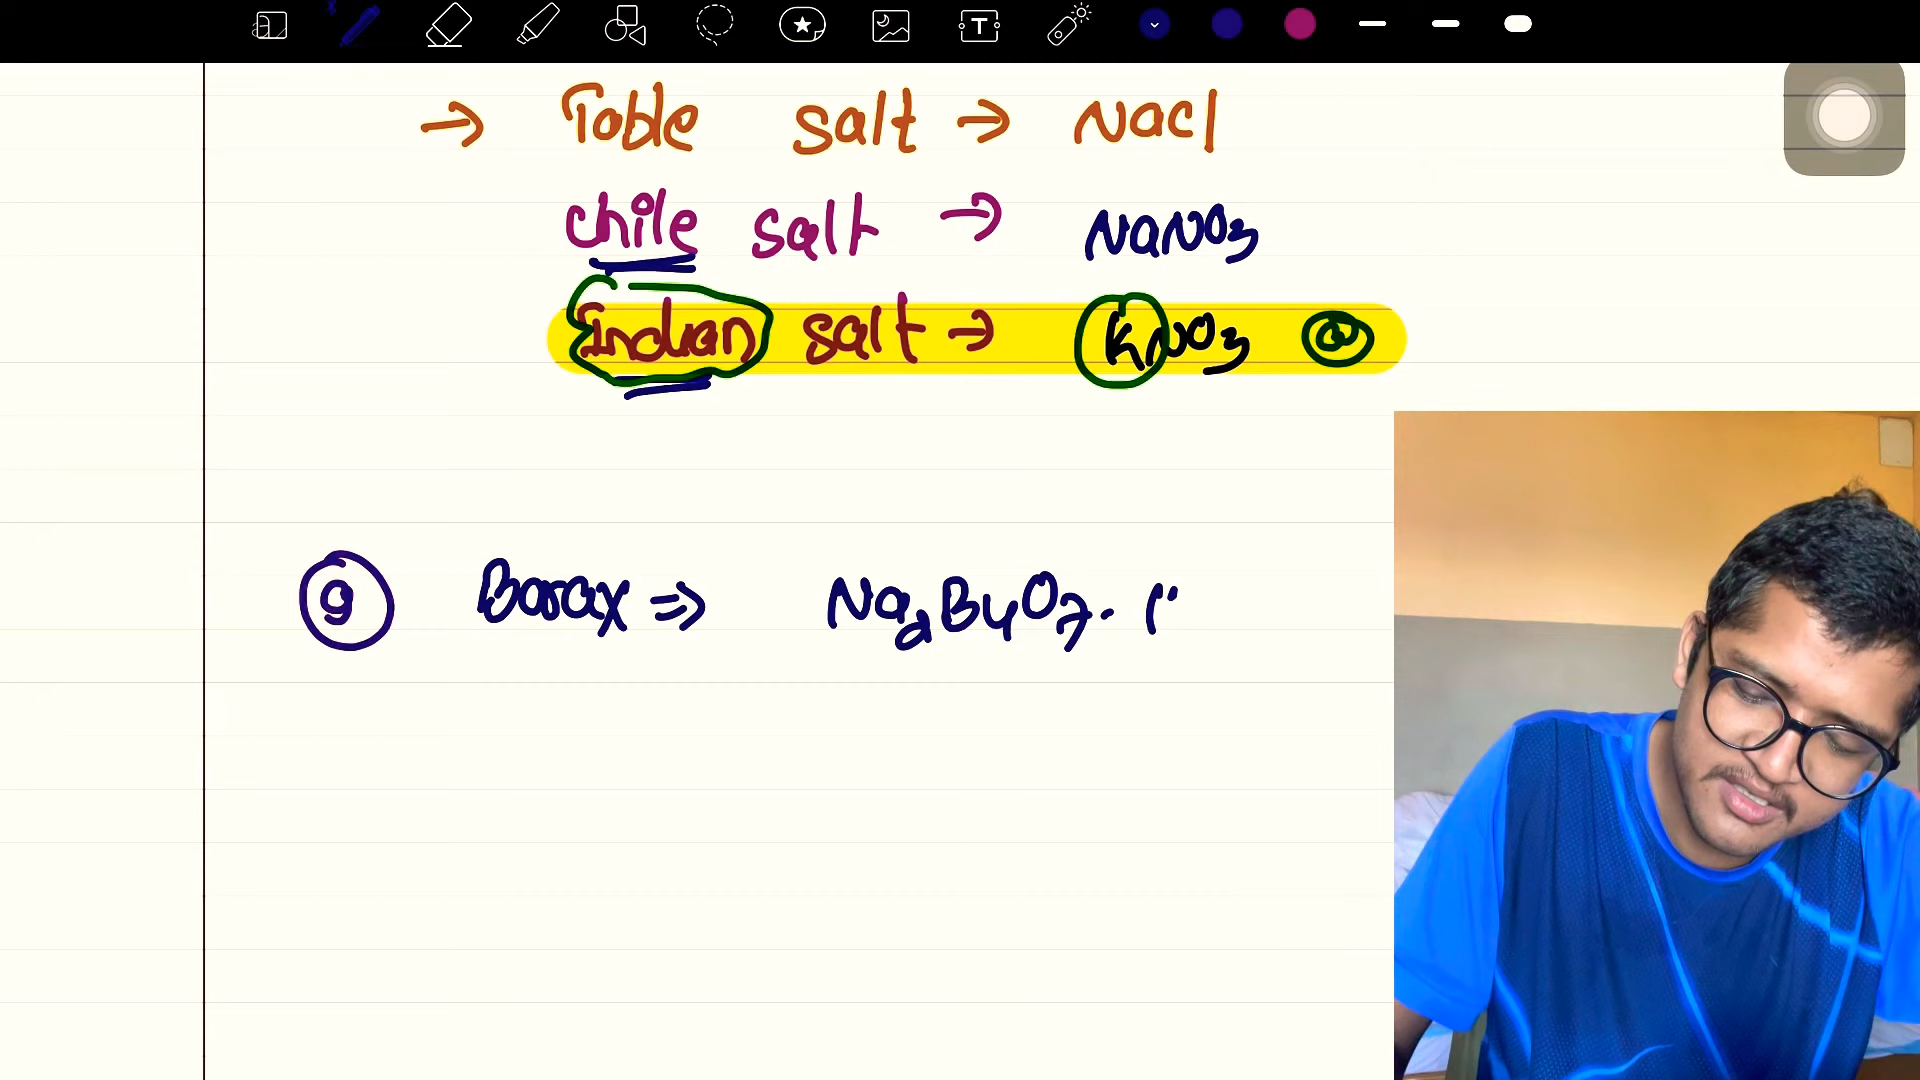 → Table salt → NaCl
Chile salt → NaNO₃
Indian salt → KNO₃
9 Borax ⇒ Na₂B₄O₇.